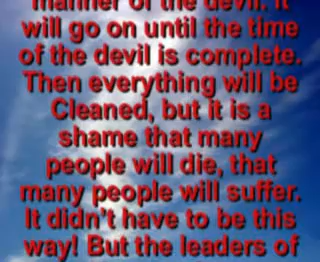 manner of the devil. It
will go on until the time
of the devil is complete.
Then everything will be
Cleaned, but it is a
shame that many
people will die, that
many people will suffer.
It didn't have to be this
way! But the leaders of